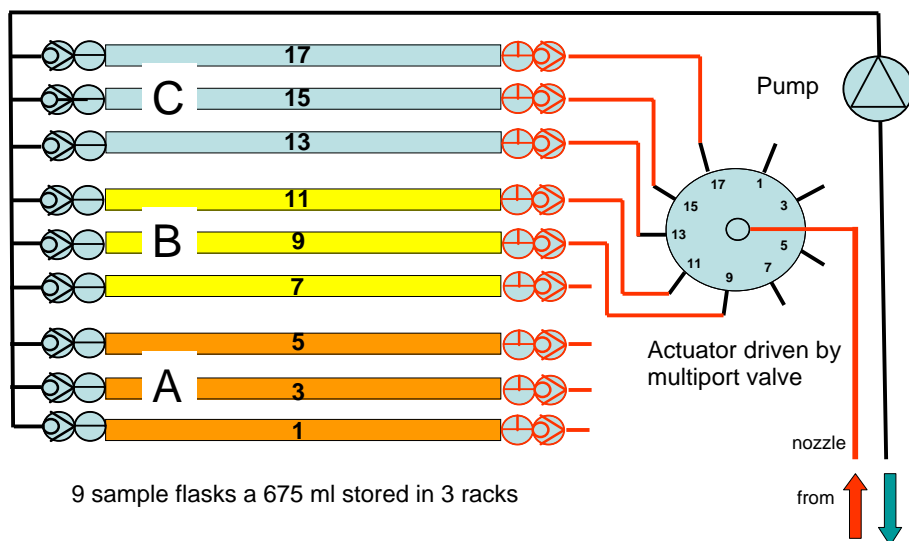 17
C
15
Pump
13
17
1
11
15
3
B
9
13
5
7
11
9
7
5
Actuator driven by
multiport valve
A
3
1
nozzle
9 sample flasks a 675 ml stored in 3 racks
from